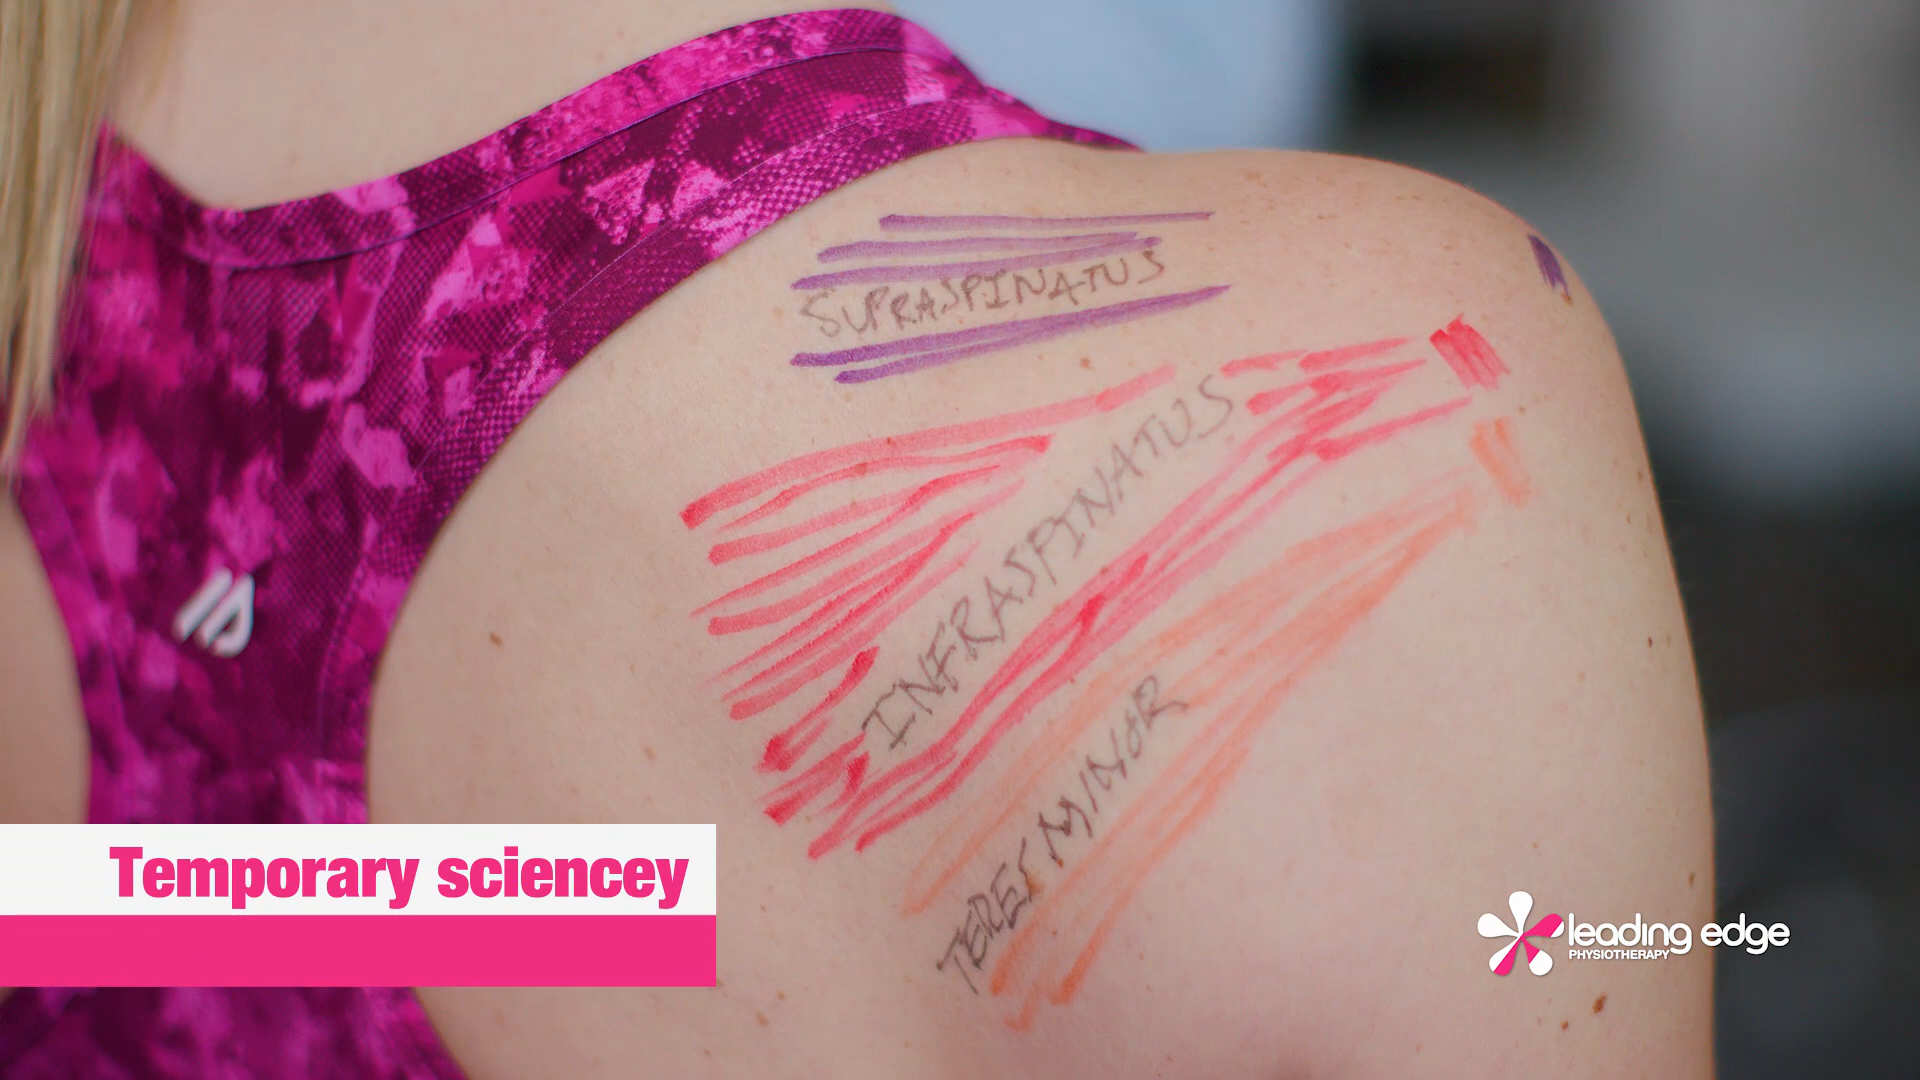 SUPRASPINATUS
INFRASPINATUS
TERES MINOR
Temporary sciencey
leading edge
PHYSIOTHERAPY